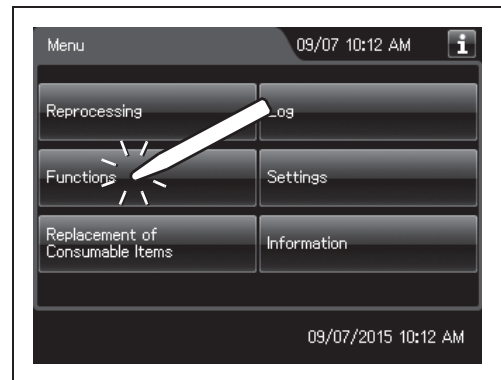 Menu 09/07 10:12 AM i
Reprocessing Log
Functions Settings
Replacement of
Consumable Items Information
09/07/2015 10:12 AM